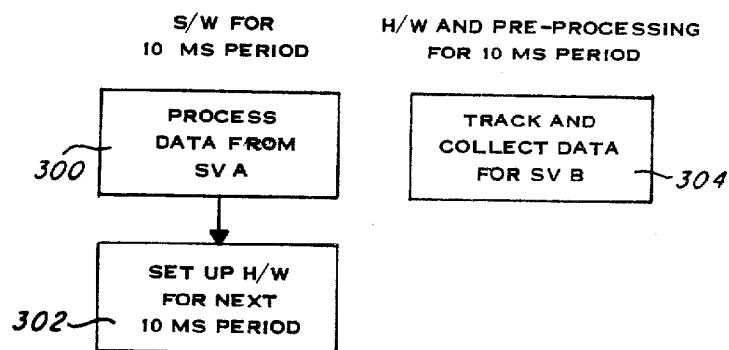 S/W FOR
10 MS PERIOD
H/W AND PRE-PROCESSING
FOR 10 MS PERIOD
PROCESS
DATA FROM
SV A
300
TRACK AND
COLLECT DATA
FOR SV B
304
SET UP H/W
FOR NEXT
10 MS PERIOD
302